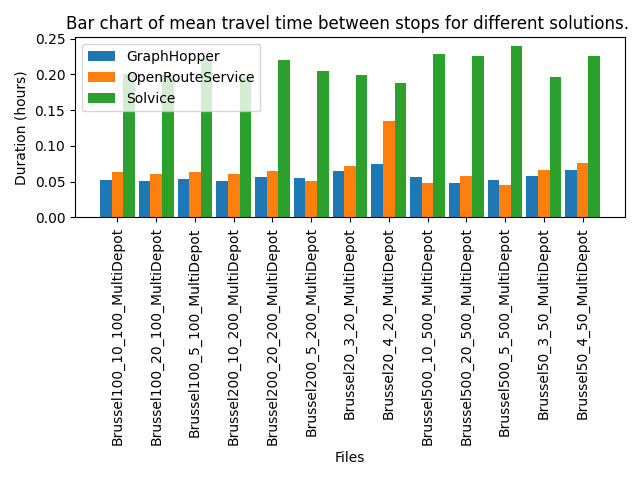 Bar chart of mean travel time between stops for different solutions.
Duration (hours)
0.25
0.20
0.15
0.10
0.05
0.00
GraphHopper
OpenRouteService
Solvice
Brussel100_10_100_MultiDepot
Brussel100_20_100_MultiDepot
Brussel100_5_100_MultiDepot
Brussel200_10_200_MultiDepot
Brussel200_20_200_MultiDepot
Brussel200_5_200_MultiDepot
Brussel20_3_20_MultiDepot
Brussel20_4_20_MultiDepot
Brussel500_10_500_MultiDepot
Brussel500_20_500_MultiDepot
Brussel500_5_500_MultiDepot
Brussel50_3_50_MultiDepot
Brussel50_4_50_MultiDepot
Files